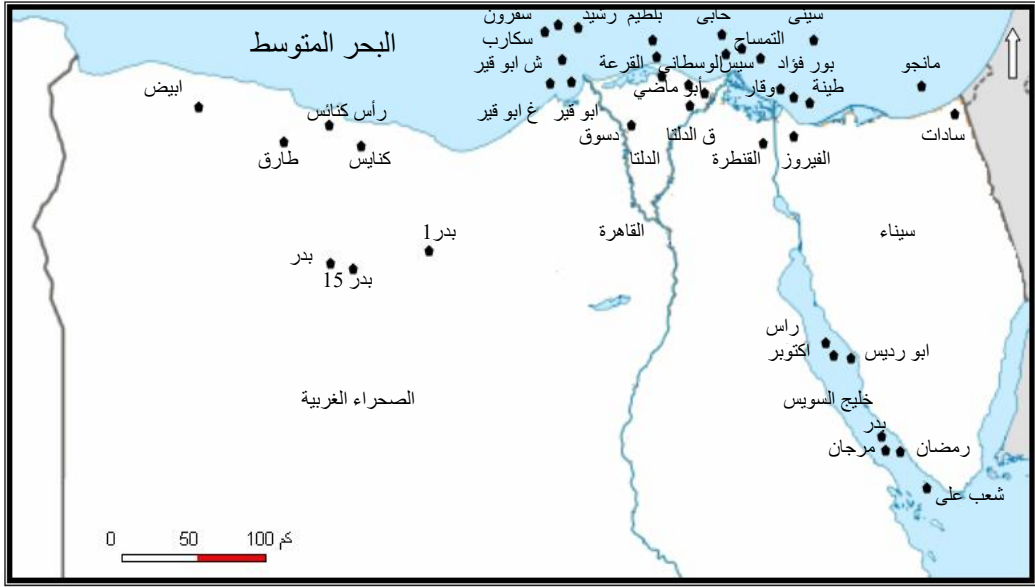 سفرون رشيد بلطيم حابى سيتى
البحر المتوسط سكارب التمساح
ش ابو قير القرعة الوسطانى سيس بور فؤاد مانجو
ابيض أبو ماضي وقار طينة
رأس كنائس غ ابو قير ابو قير دسوق ق الدلتا سادات
طارق كنايس الدلتا القنطرة الفيروز
بدر1 القاهرة سيناء
بدر
بدر 15
راس
اكتوبر ابو رديس
الصحراء الغربية خليج السويس
بدر
مرجان رمضان
شعب على
0 50 100 كم